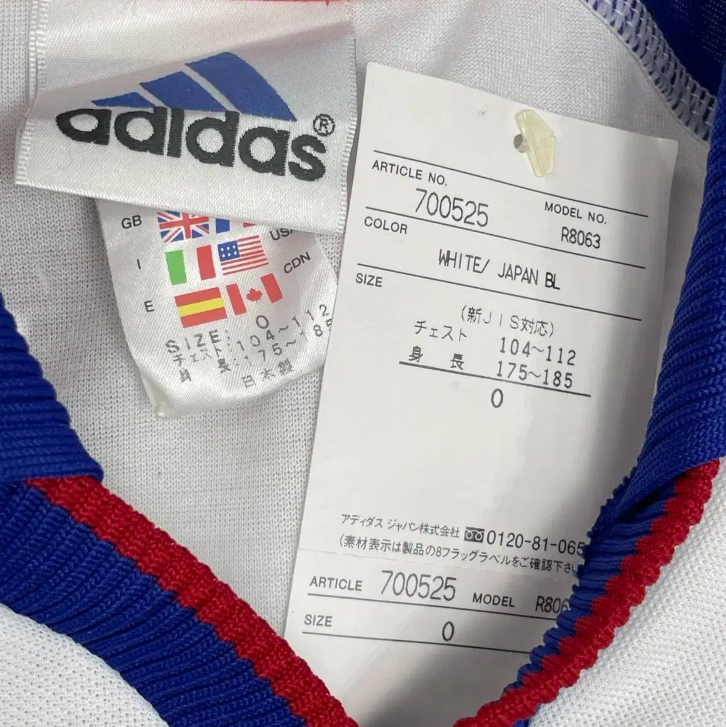 adidas®
GB
USA
I
CDN
E
SIZE: O
チェスト:104~112
身 長:175~185
日本製
ARTICLE NO.
700525
MODEL NO.
R8063
COLOR
WHITE/ JAPAN BL
SIZE
(新JIS対応)
チェスト 104~112
身 長 175~185
O
アディダス ジャパン株式会社 0120-81-065
(素材表示は製品の8フラッグラベルをご確認下さい
ARTICLE 700525 MODEL R806
SIZE
O